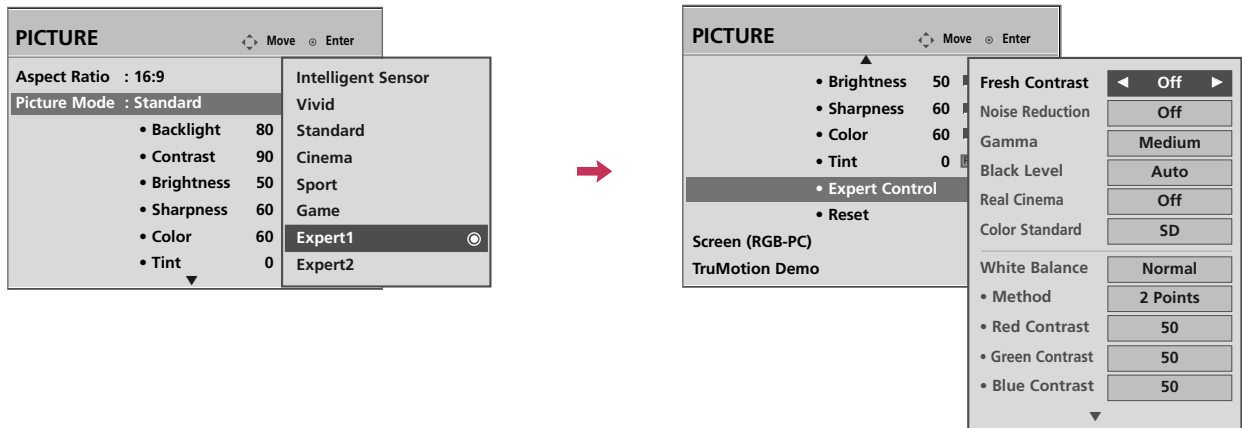 PICTURE Move Enter
Aspect Ratio : 16:9
Picture Mode : Standard
• Backlight 80
• Contrast 90
• Brightness 50
• Sharpness 60
• Color 60
• Tint 0
Intelligent Sensor
Vivid
Standard
Cinema
Sport
Game
Expert1
Expert2
PICTURE Move Enter
• Brightness 50
• Sharpness 60
• Color 60
• Tint 0
• Expert Control
• Reset
Screen (RGB-PC)
TruMotion Demo
Fresh Contrast Off
Noise Reduction Off
Gamma Medium
Black Level Auto
Real Cinema Off
Color Standard SD
White Balance Normal
• Method 2 Points
• Red Contrast 50
• Green Contrast 50
• Blue Contrast 50